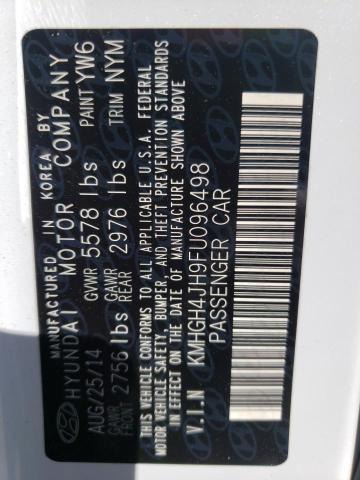 MANUFACTURED IN KOREA BY
HYUNDAI MOTOR COMPANY
AUG/25/14 GVWR 5578 lbs PAINT YW6
GAWR FRONT 2756 lbs GAWR REAR 2976 lbs TRIM NYM
THIS VEHICLE CONFORMS TO ALL APPLICABLE U.S.A. FEDERAL
MOTOR VEHICLE SAFETY, BUMPER, AND THEFT PREVENTION STANDARDS
IN EFFECT ON THE DATE OF MANUFACTURE SHOWN ABOVE
V.I.N KMHGH4JH9FU096498
PASSENGER CAR